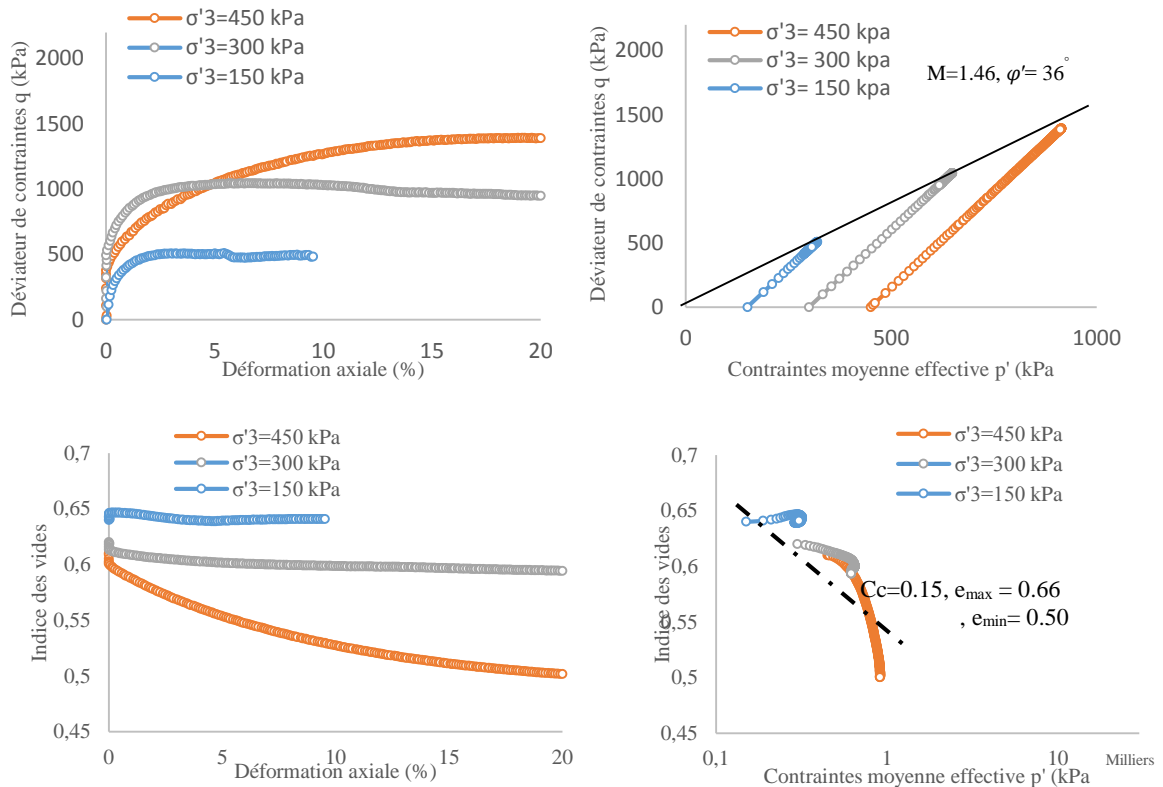 σ'3=450 kPa
σ'3=300 kPa
σ'3=150 kPa
Déviateur de contraintes q (kPa)
2000
1500
1000
500
0
0
5
10
15
20
Déformation axiale (%)
σ'3= 450 kpa
σ'3= 300 kpa
σ'3= 150 kpa
M=1.46, φ'= 36°
Déviateur de contraintes q (kPa)
2000
1500
1000
500
0
0
500
1000
Contraintes moyenne effective p' (kPa
σ'3=450 kPa
σ'3=300 kPa
σ'3=150 kPa
Indice des vides
0,7
0,65
0,6
0,55
0,5
0,45
0
5
10
15
20
Déformation axiale (%)
σ'3=450 kPa
σ'3=300 kPa
σ'3=150 kPa
Indice des vides
0,7
0,65
0,6
0,55
0,5
0,45
Cc=0.15, emax = 0.66
, emin= 0.50
0,1
1
10
Milliers
Contraintes moyenne effective p' (kPa